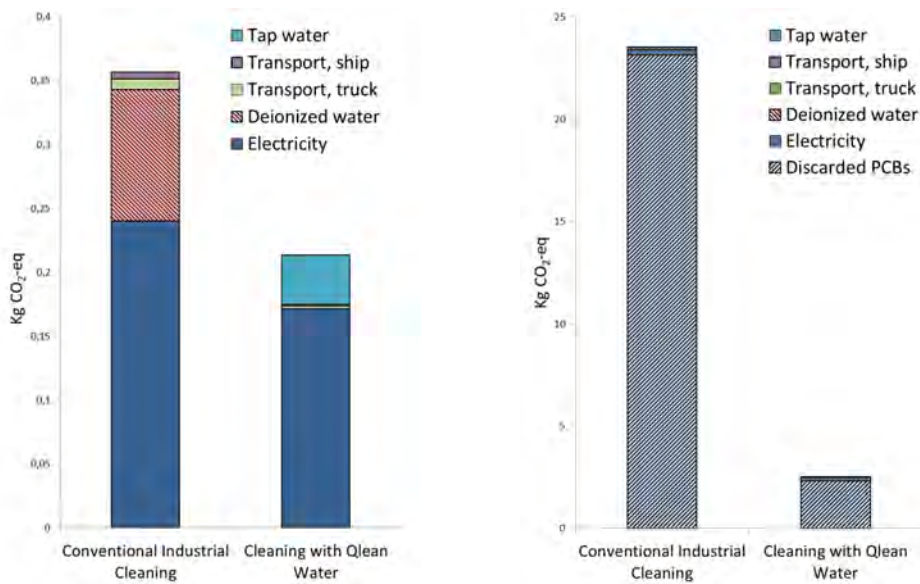 0,4
0,35
0,3
0,25
0,2
0,15
0,1
0,05
0
Kg CO₂-eq
Tap water
Transport, ship
Transport, truck
Deionized water
Electricity
Conventional Industrial
Cleaning
Cleaning with Qlean
Water
25
20
15
10
5
0
Kg CO₂-eq
Tap water
Transport, ship
Transport, truck
Deionized water
Electricity
Discarded PCBs
Conventional Industrial
Cleaning
Cleaning with Qlean
Water